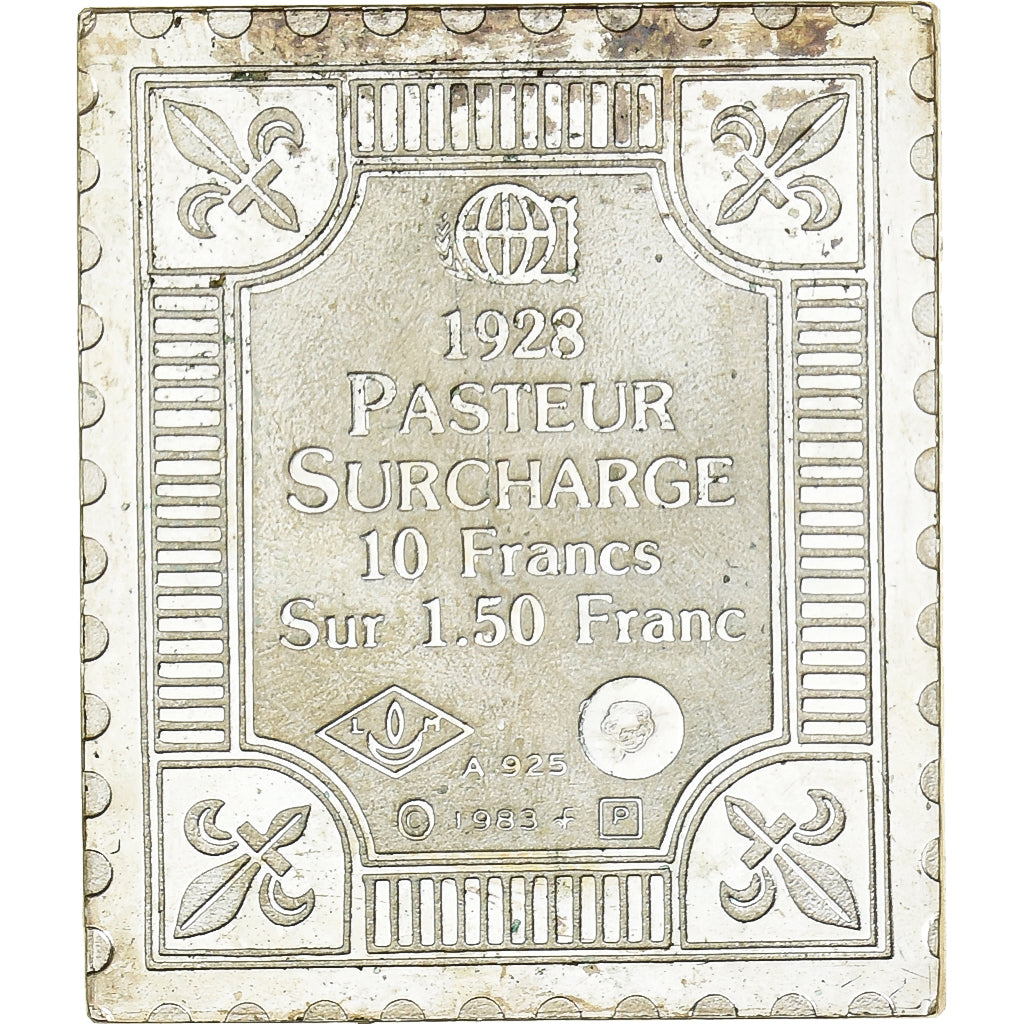 1928
PASTEUR
SURCHARGE
10 Francs
Sur 1.50 Franc
L M
A 925
© 1983 + P